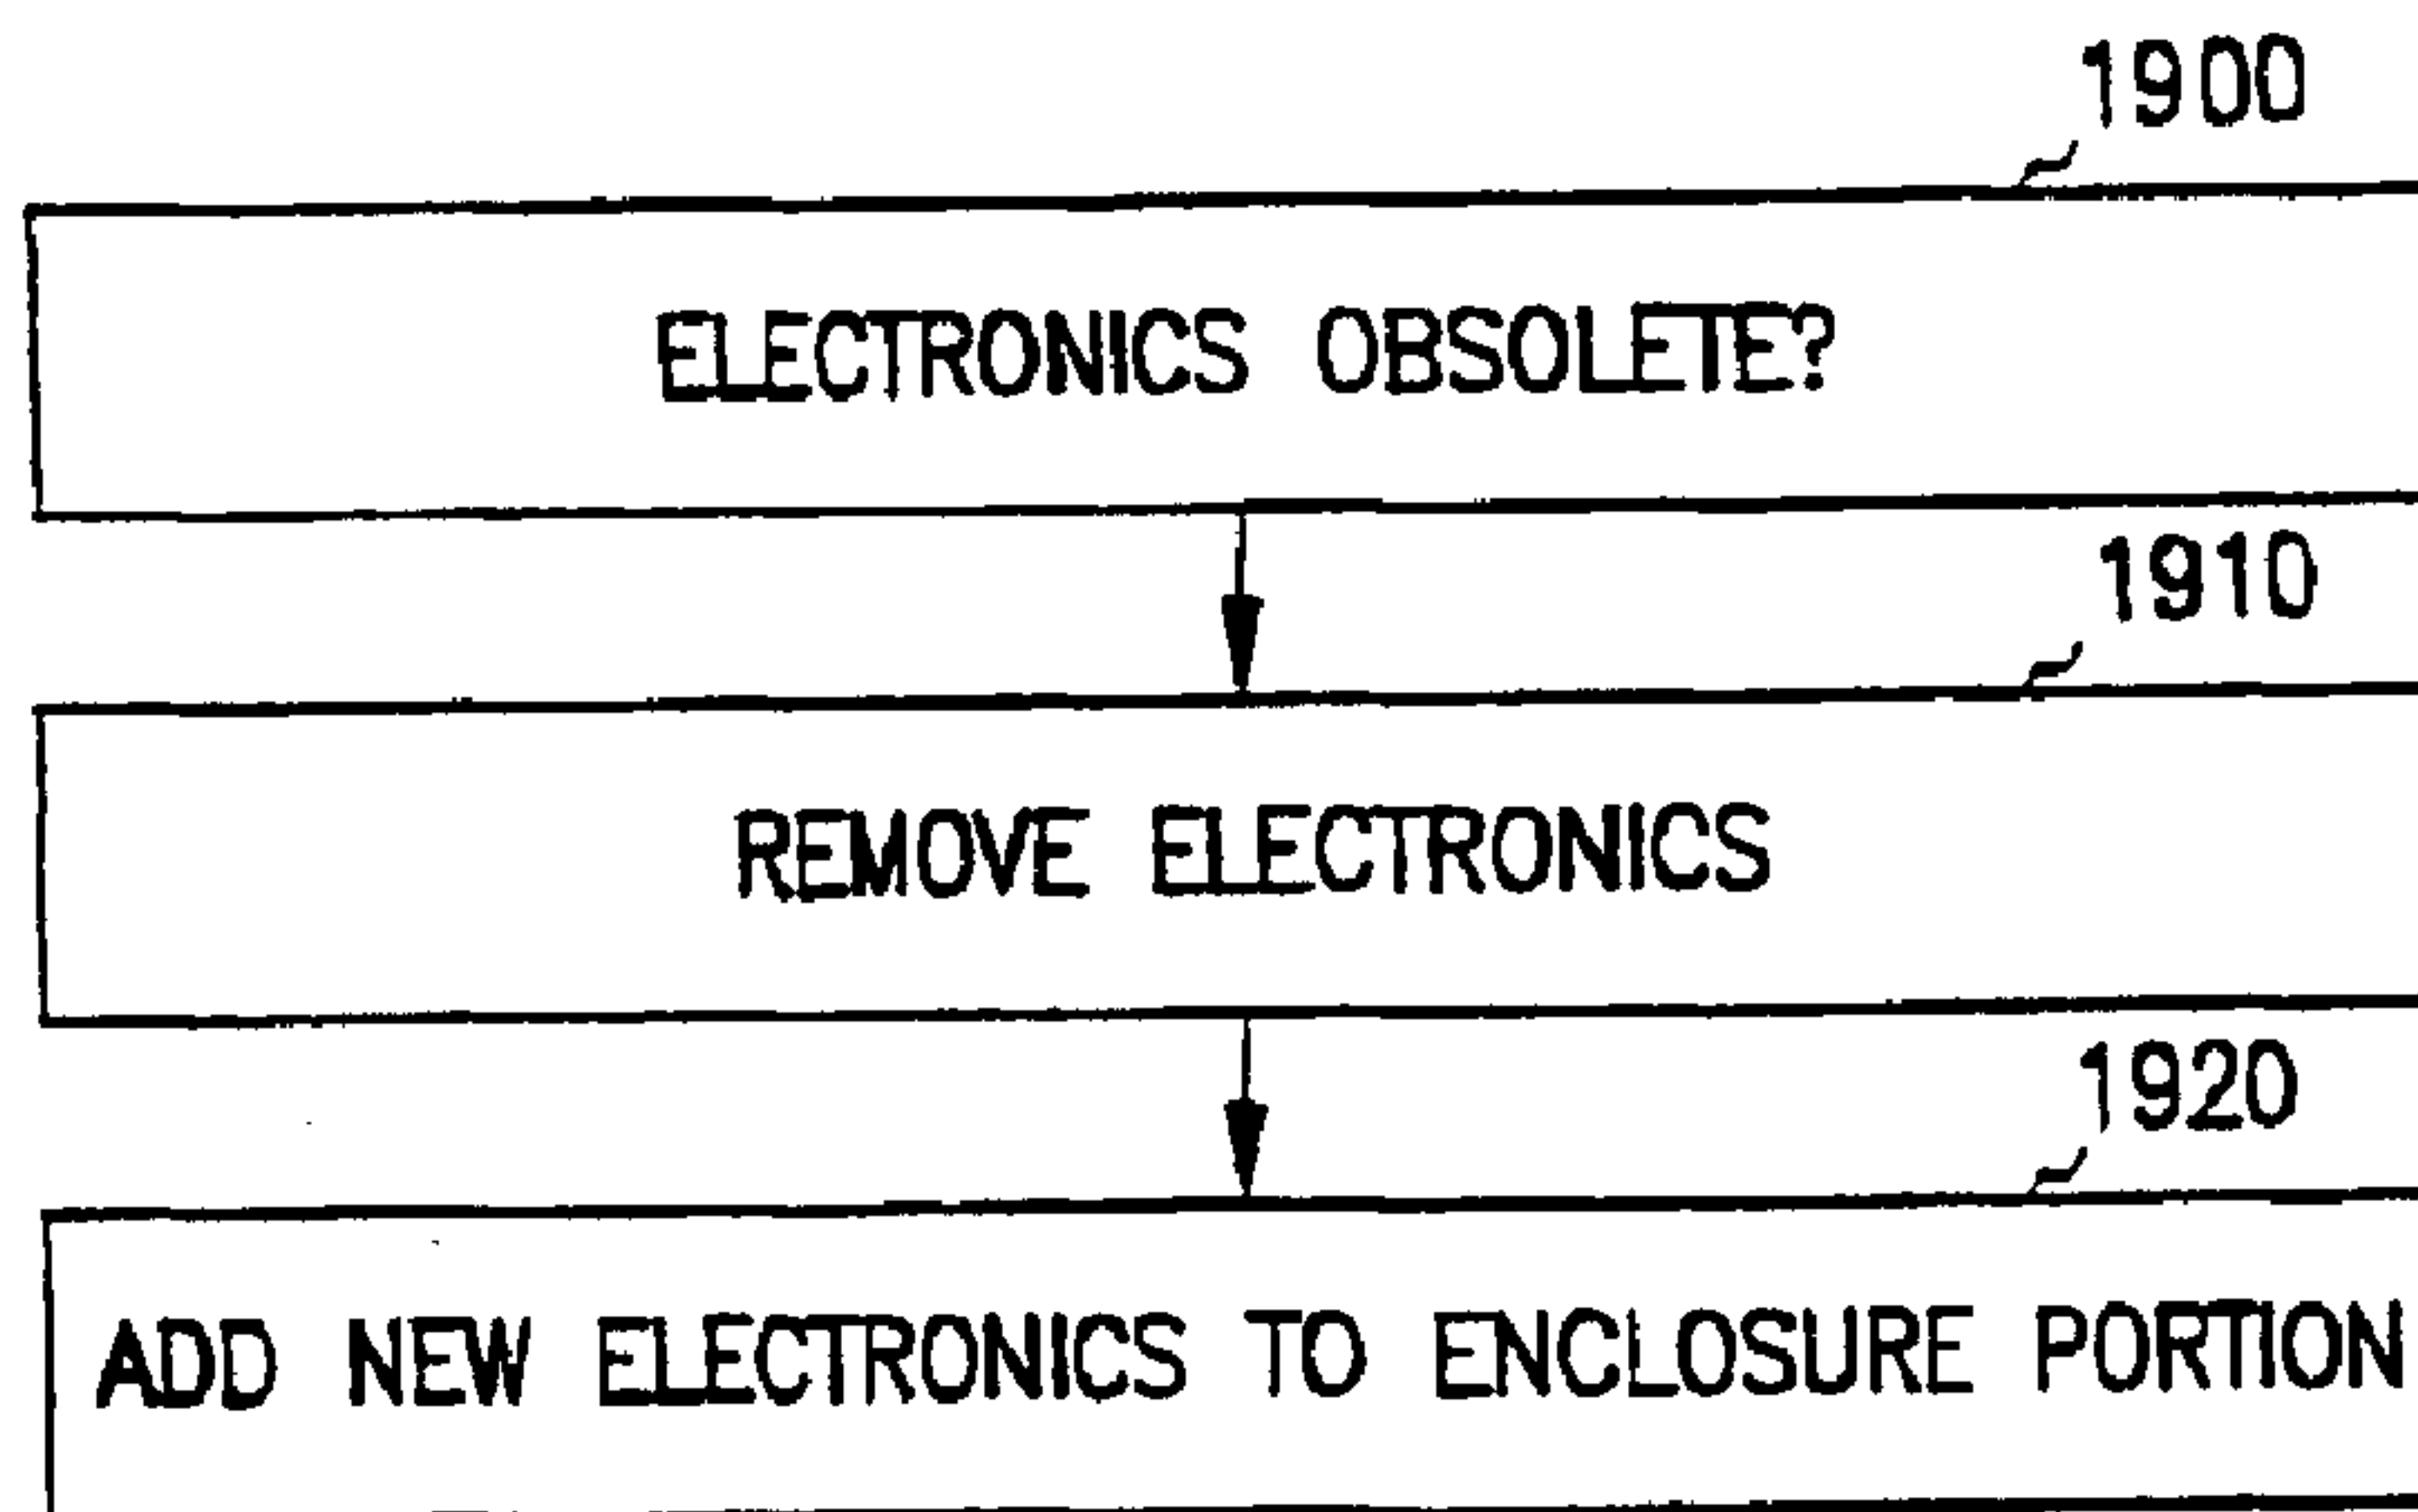 1900
ELECTRONICS OBSOLETE?
1910
REMOVE ELECTRONICS
1920
ADD NEW ELECTRONICS TO ENCLOSURE PORTION